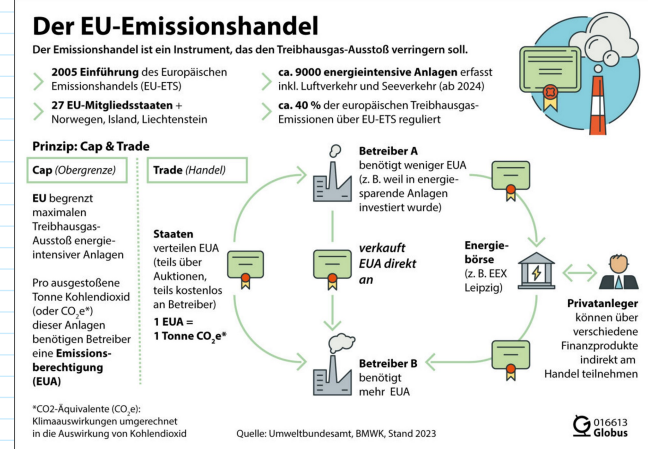 Der EU-Emissionshandel
Der Emissionshandel ist ein Instrument, das den Treibhausgas-Ausstoß verringern soll.
2005 Einführung des Europäischen
Emissionshandels (EU-ETS)
27 EU-Mitgliedsstaaten +
Norwegen, Island, Liechtenstein
ca. 9000 energieintensive Anlagen erfasst
inkl. Luftverkehr und Seeverkehr (ab 2024)
ca. 40 % der europäischen Treibhausgas-
Emissionen über EU-ETS reguliert
Prinzip: Cap & Trade
Cap (Obergrenze)
EU begrenzt
maximalen
Treibhausgas-
Ausstoß energie-
intensiver Anlagen
Pro ausgestoßene
Tonne Kohlendioxid
(oder CO₂e*)
dieser Anlagen
benötigen Betreiber
eine Emissions-
berechtigung
(EUA)
Trade (Handel)
Staaten
verteilen EUA
(teils über
Auktionen,
teils kostenlos
an Betreiber)
1 EUA =
1 Tonne CO₂e*
Betreiber A
benötigt weniger EUA
(z. B. weil in energie-
sparende Anlagen
investiert wurde)
verkauft
EUA direkt
an
Betreiber B
benötigt
mehr EUA
Energie-
börse
(z. B. EEX
Leipzig)
Privatanleger
können über
verschiedene
Finanzprodukte
indirekt am
Handel teilnehmen
*CO2-Äquivalente (CO₂e):
Klimaauswirkungen umgerechnet
in die Auswirkung von Kohlendioxid
Quelle: Umweltbundesamt, BMWK, Stand 2023
016613
Globus